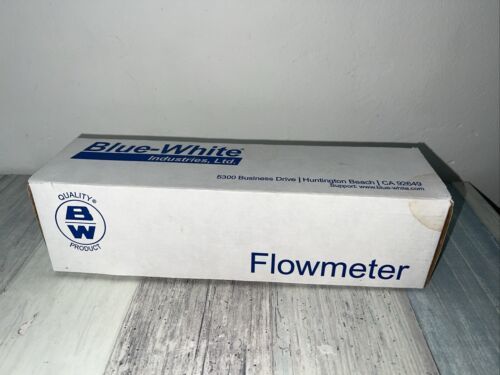 Blue-White®
Industries, Ltd.
5300 Business Drive | Huntington Beach | CA 92649
Support: www.blue-white.com
QUALITY®
B
W
PRODUCT
Flowmeter